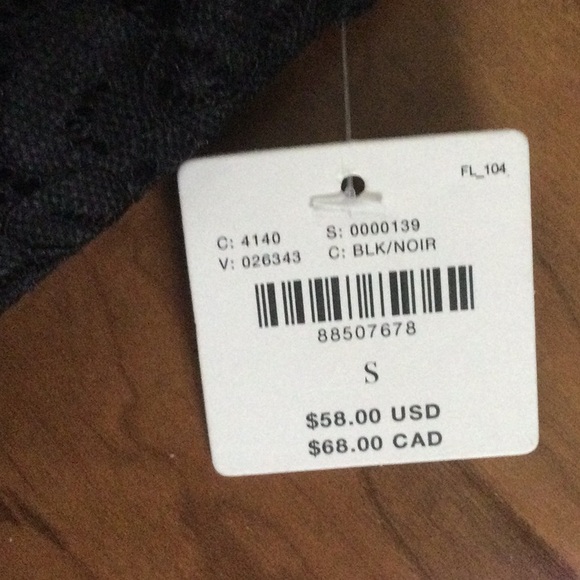 FL_104
C: 4140 S: 0000139
V: 026343 C: BLK/NOIR
88507678
S
$58.00 USD
$68.00 CAD